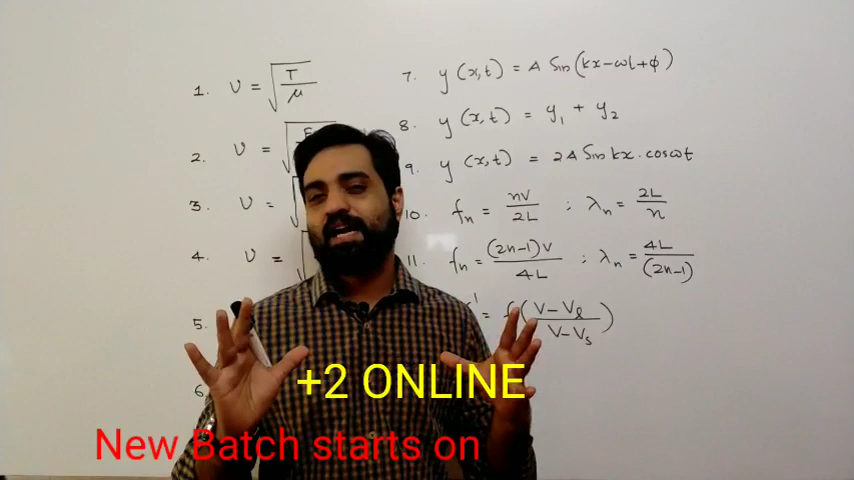 1. v = √(T/μ)
2. v = √
3. v = √
4. v = √
5.
6
7. y (x,t) = A Sin (kx-ωt+φ)
8. y (x,t) = y₁ + y₂
9. y (x,t) = 2A Sin kx . cosωt
10. fₙ = nv/2L ; λₙ = 2L/n
11. fₙ = (2n-1)v/4L ; λₙ = 4L/(2n-1)
' = f(V-Vℓ/V-Vₛ)
+2 ONLINE
New Batch starts on